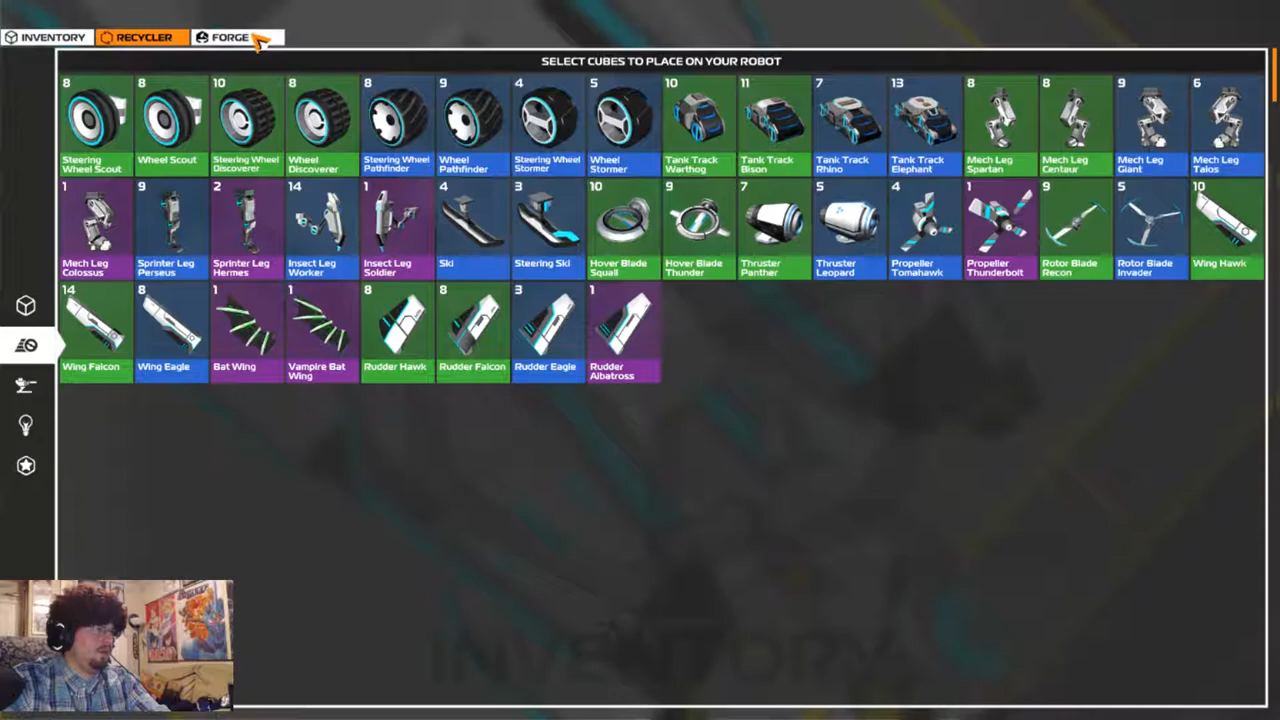 INVENTORY RECYCLER FORGE
SELECT CUBES TO PLACE ON YOUR ROBOT
8 8 10 8 8 9 4 5 10 11 7 13 8 8 9 6
Steering Wheel Scout
Wheel Scout
Steering Wheel Discoverer
Wheel Discoverer
Steering Wheel Pathfinder
Wheel Pathfinder
Steering Wheel Stormer
Wheel Stormer
Tank Track Warthog
Tank Track Bison
Tank Track Rhino
Tank Track Elephant
Mech Leg Spartan
Mech Leg Centaur
Mech Leg Giant
Mech Leg Talos
1 9 2 14 1 4 3 10 9 7 5 4 1 9 5 10
Mech Leg Colossus
Sprinter Leg Perseus
Sprinter Leg Hermes
Insect Leg Worker
Insect Leg Soldier
Ski
Steering Ski
Hover Blade Squall
Hover Blade Thunder
Thruster Panther
Thruster Leopard
Propeller Tomahawk
Propeller Thunderbolt
Rotor Blade Recon
Rotor Blade Invader
Wing Hawk
14 8 1 1 8 8 3 1
Wing Falcon
Wing Eagle
Bat Wing
Vampire Bat Wing
Rudder Hawk
Rudder Falcon
Rudder Eagle
Rudder Albatross
INVENTORY